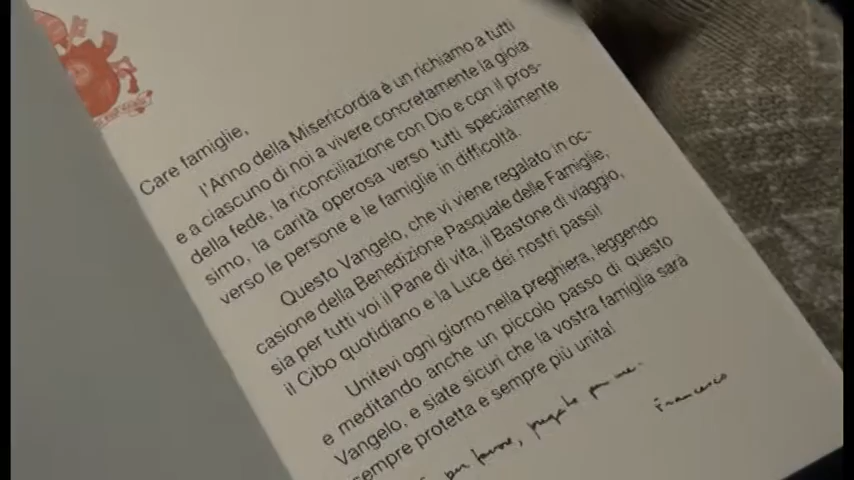 Care famiglie,
l'Anno della Misericordia è un richiamo a tutti
e a ciascuno di noi a vivere concretamente la gioia
della fede, la riconciliazione con Dio e con il pros-
simo, la carità operosa verso tutti specialmente
verso le persone e le famiglie in difficoltà.
Questo Vangelo, che vi viene regalato in oc-
casione della Benedizione Pasquale delle Famiglie,
sia per tutti voi il Pane di vita, il Bastone di viaggio,
il Cibo quotidiano e la Luce dei nostri passi!
Unitevi ogni giorno nella preghiera, leggendo
e meditando anche un piccolo passo di questo
Vangelo, e siate sicuri che la vostra famiglia sarà
sempre protetta e sempre più unita!
per favore, pregate per me.
Francesco